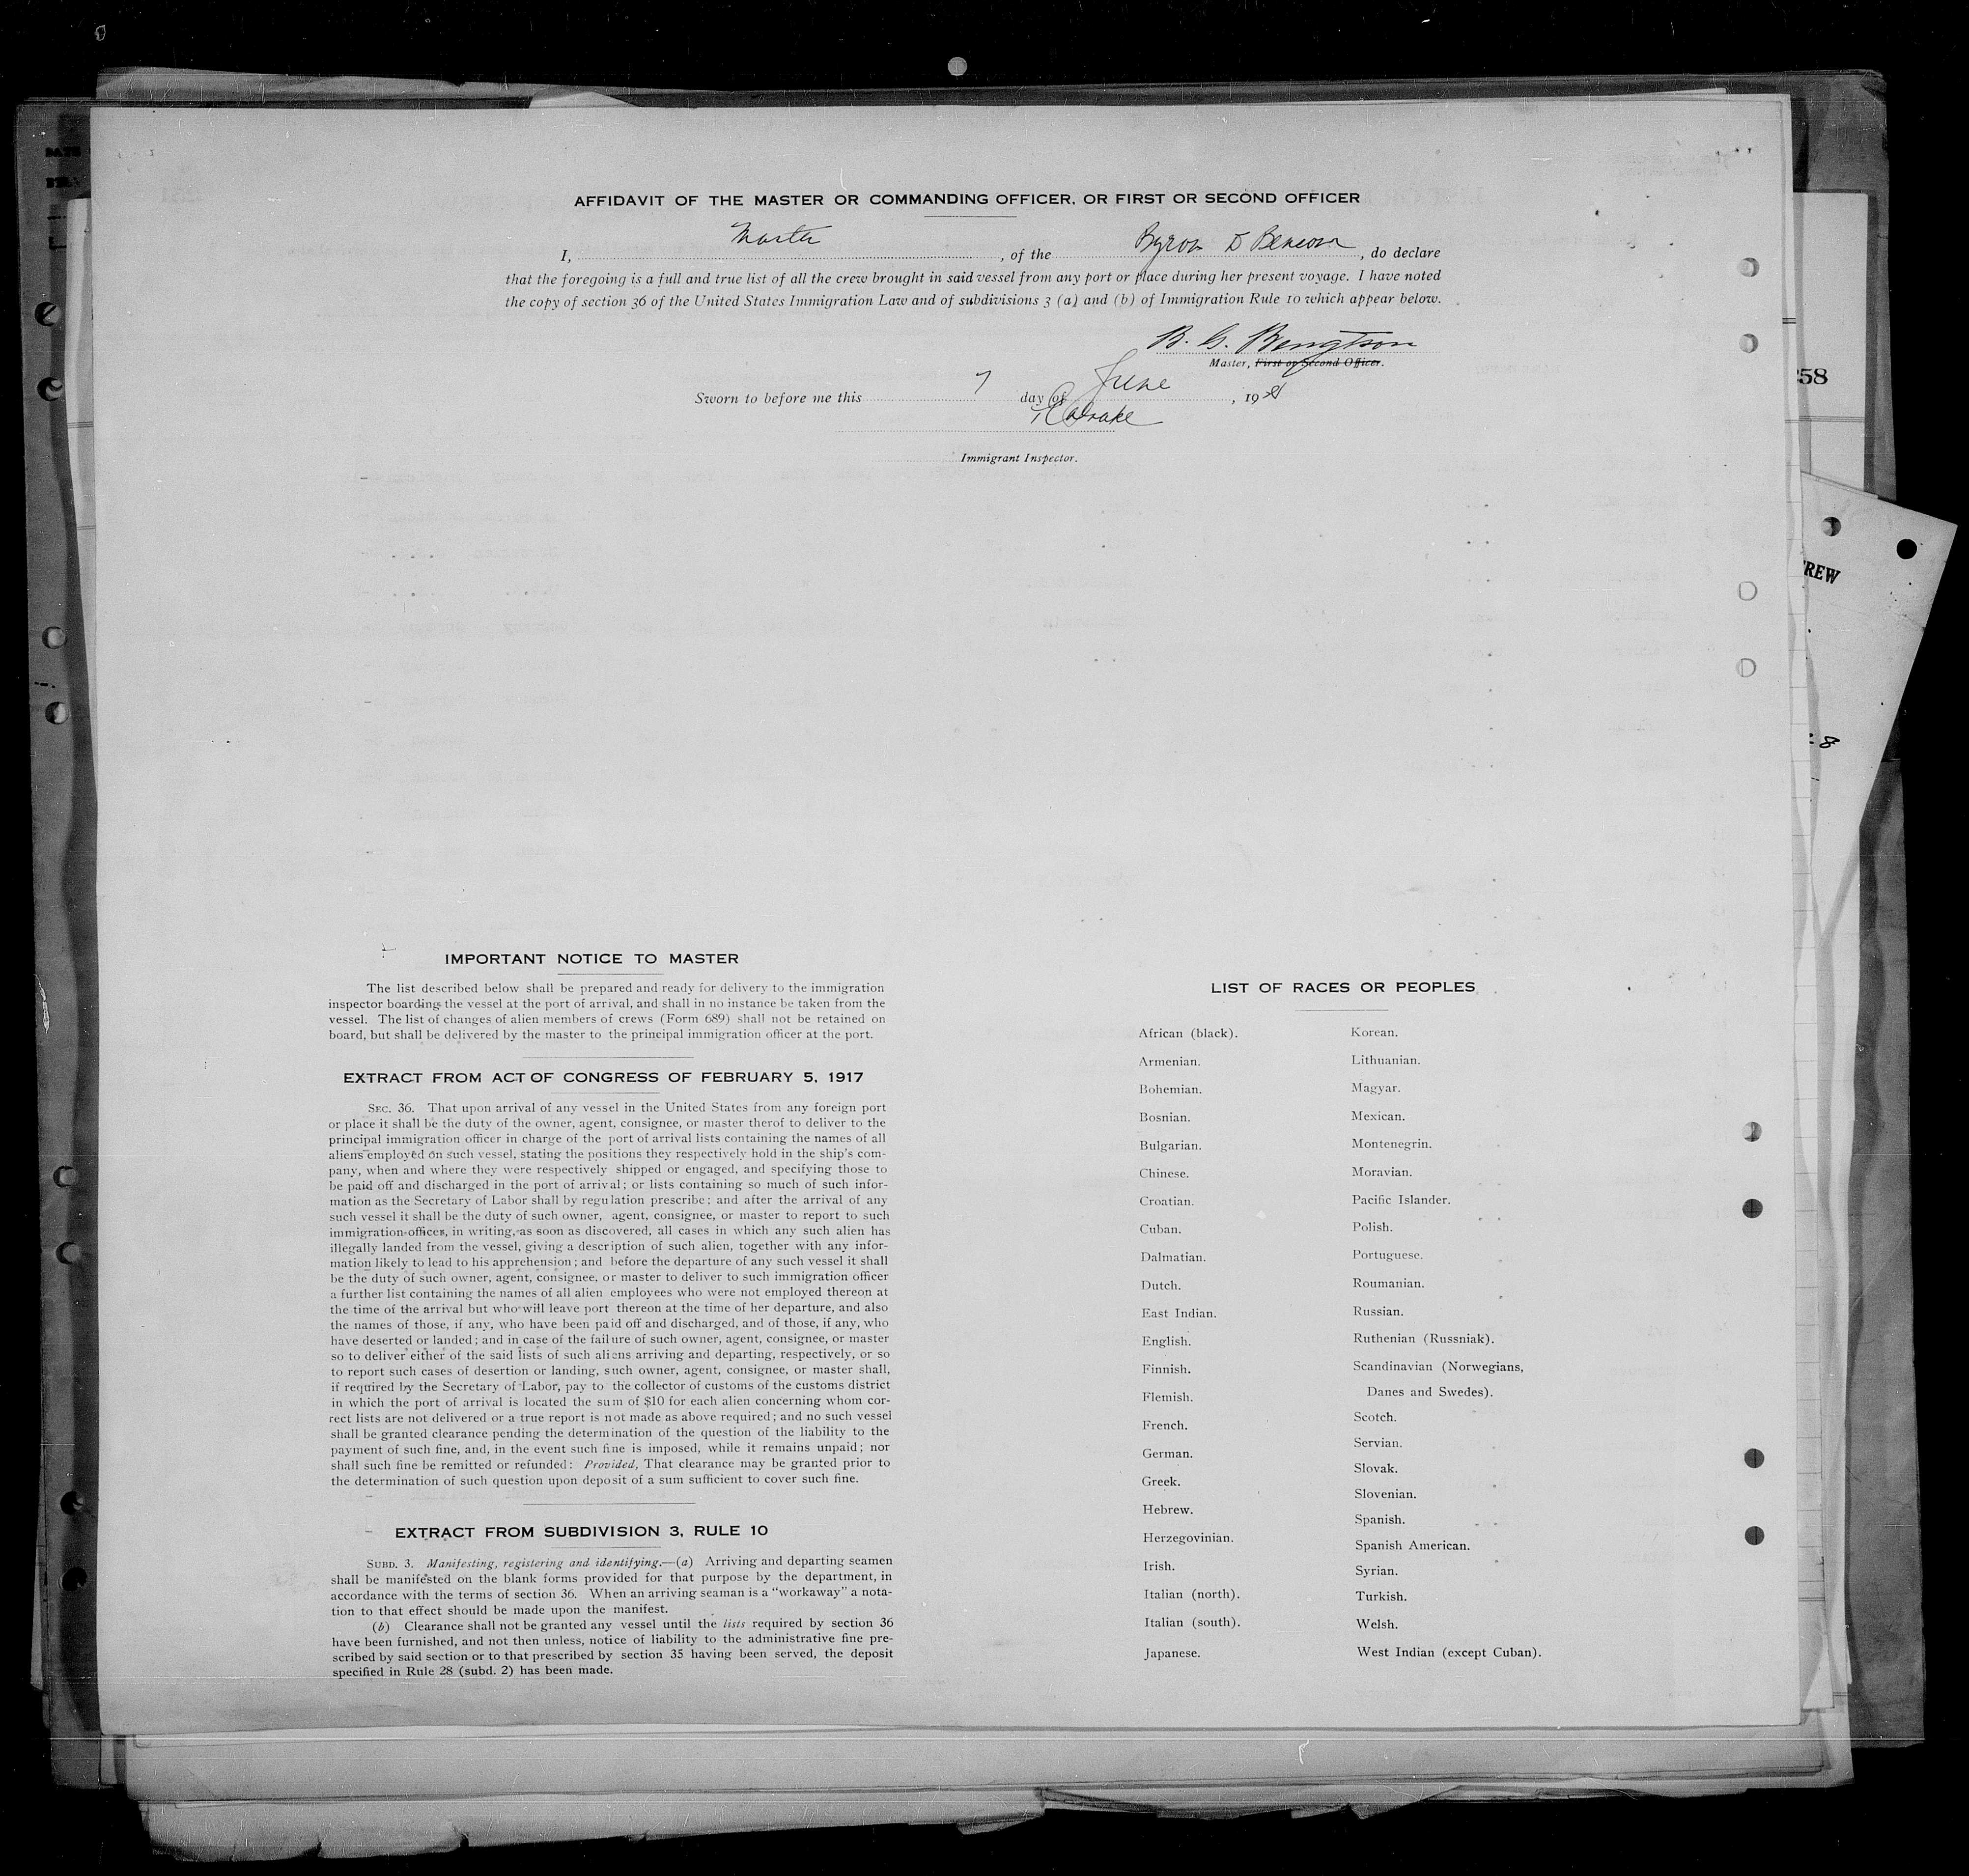 AFFIDAVIT OF THE MASTER OR COMMANDING OFFICER, OR FIRST OR SECOND OFFICER
I, Master, of the Byron D Benson, do declare
that the foregoing is a full and true list of all the crew brought in said vessel from any port or place during her present voyage. I have noted
the copy of section 36 of the United States Immigration Law and of subdivisions 3 (a) and (b) of Immigration Rule 10 which appear below.
B. G. Bengtson
Master, First or Second Officer.
Sworn to before me this 7 day of June, 19
Drake
Immigrant Inspector.
258
REW
8
IMPORTANT NOTICE TO MASTER
The list described below shall be prepared and ready for delivery to the immigration
inspector boarding the vessel at the port of arrival, and shall in no instance be taken from the
vessel. The list of changes of alien members of crews (Form 689) shall not be retained on
board, but shall be delivered by the master to the principal immigration officer at the port.
EXTRACT FROM ACT OF CONGRESS OF FEBRUARY 5, 1917
SEC. 36. That upon arrival of any vessel in the United States from any foreign port
or place it shall be the duty of the owner, agent, consignee, or master therof to deliver to the
principal immigration officer in charge of the port of arrival lists containing the names of all
aliens employed on such vessel, stating the positions they respectively hold in the ship's com-
pany, when and where they were respectively shipped or engaged, and specifying those to
be paid off and discharged in the port of arrival; or lists containing so much of such infor-
mation as the Secretary of Labor shall by regulation prescribe; and after the arrival of any
such vessel it shall be the duty of such owner, agent, consignee, or master to report to such
immigration offices, in writing, as soon as discovered, all cases in which any such alien has
illegally landed from the vessel, giving a description of such alien, together with any infor-
mation likely to lead to his apprehension; and before the departure of any such vessel it shall
be the duty of such owner, agent, consignee, or master to deliver to such immigration officer
a further list containing the names of all alien employees who were not employed thereon at
the time of the arrival but who will leave port thereon at the time of her departure, and also
the names of those, if any, who have been paid off and discharged, and of those, if any, who
have deserted or landed; and in case of the failure of such owner, agent, consignee, or master
so to deliver either of the said lists of such aliens arriving and departing, respectively, or so
to report such cases of desertion or landing, such owner, agent, consignee, or master shall,
if required by the Secretary of Labor, pay to the collector of customs of the customs district
in which the port of arrival is located the sum of $10 for each alien concerning whom cor-
rect lists are not delivered or a true report is not made as above required; and no such vessel
shall be granted clearance pending the determination of the question of the liability to the
payment of such fine, and, in the event such fine is imposed, while it remains unpaid; nor
shall such fine be remitted or refunded: Provided, That clearance may be granted prior to
the determination of such question upon deposit of a sum sufficient to cover such fine.
EXTRACT FROM SUBDIVISION 3, RULE 10
SUBD. 3. Manifesting, registering and identifying.—(a) Arriving and departing seamen
shall be manifested on the blank forms provided for that purpose by the department, in
accordance with the terms of section 36. When an arriving seaman is a "workaway" a nota-
tion to that effect should be made upon the manifest.
(b) Clearance shall not be granted any vessel until the lists required by section 36
have been furnished, and not then unless, notice of liability to the administrative fine pre-
scribed by said section or to that prescribed by section 35 having been served, the deposit
specified in Rule 28 (subd. 2) has been made.
LIST OF RACES OR PEOPLES
African (black).
Armenian.
Bohemian.
Bosnian.
Bulgarian.
Chinese.
Croatian.
Cuban.
Dalmatian.
Dutch.
East Indian.
English.
Finnish.
Flemish.
French.
German.
Greek.
Hebrew.
Herzegovinian.
Irish.
Italian (north).
Italian (south).
Japanese.
Korean.
Lithuanian.
Magyar.
Mexican.
Montenegrin.
Moravian.
Pacific Islander.
Polish.
Portuguese.
Roumanian.
Russian.
Ruthenian (Russniak).
Scandinavian (Norwegians,
Danes and Swedes).
Scotch.
Servian.
Slovak.
Slovenian.
Spanish.
Spanish American.
Syrian.
Turkish.
Welsh.
West Indian (except Cuban).